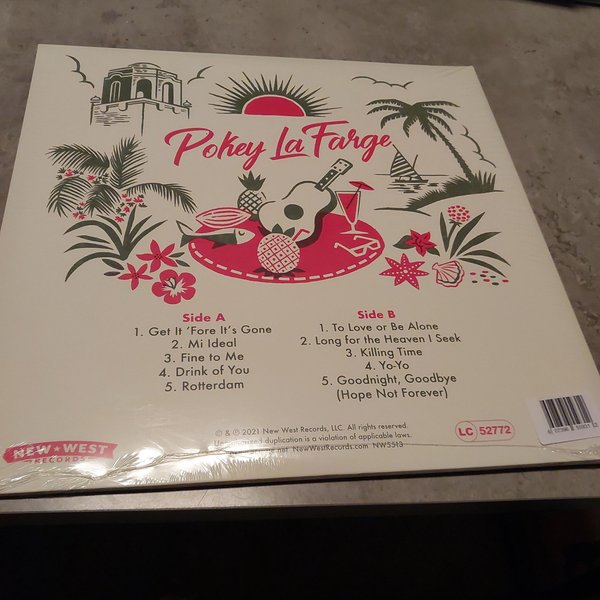 Pokey LaFarge
Side A
1. Get It 'Fore It's Gone
2. Mi Ideal
3. Fine to Me
4. Drink of You
5. Rotterdam
Side B
1. To Love or Be Alone
2. Long for the Heaven I Seek
3. Killing Time
4. Yo-Yo
5. Goodnight, Goodbye
(Hope Not Forever)
℗ & © 2021 New West Records, LLC. All rights reserved.
duplication is a violation of applicable laws.
NewWestRecords.com NW5513
NEW WEST
RECORDS
LC 52772